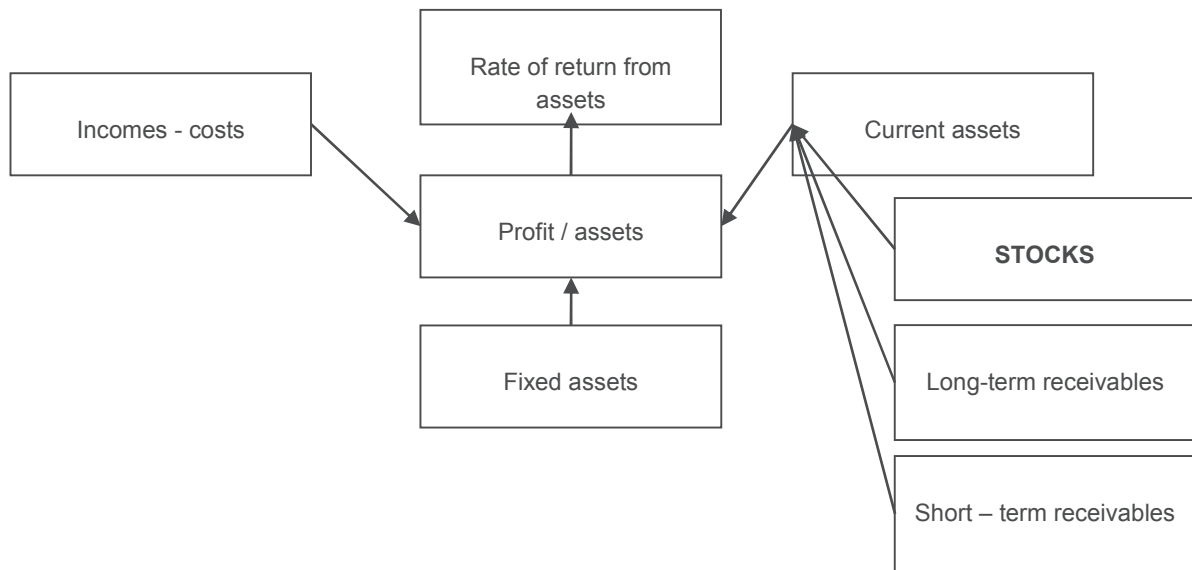 Rate of return from
assets
Incomes - costs
Current assets
Profit / assets
STOCKS
Fixed assets
Long-term receivables
Short – term receivables